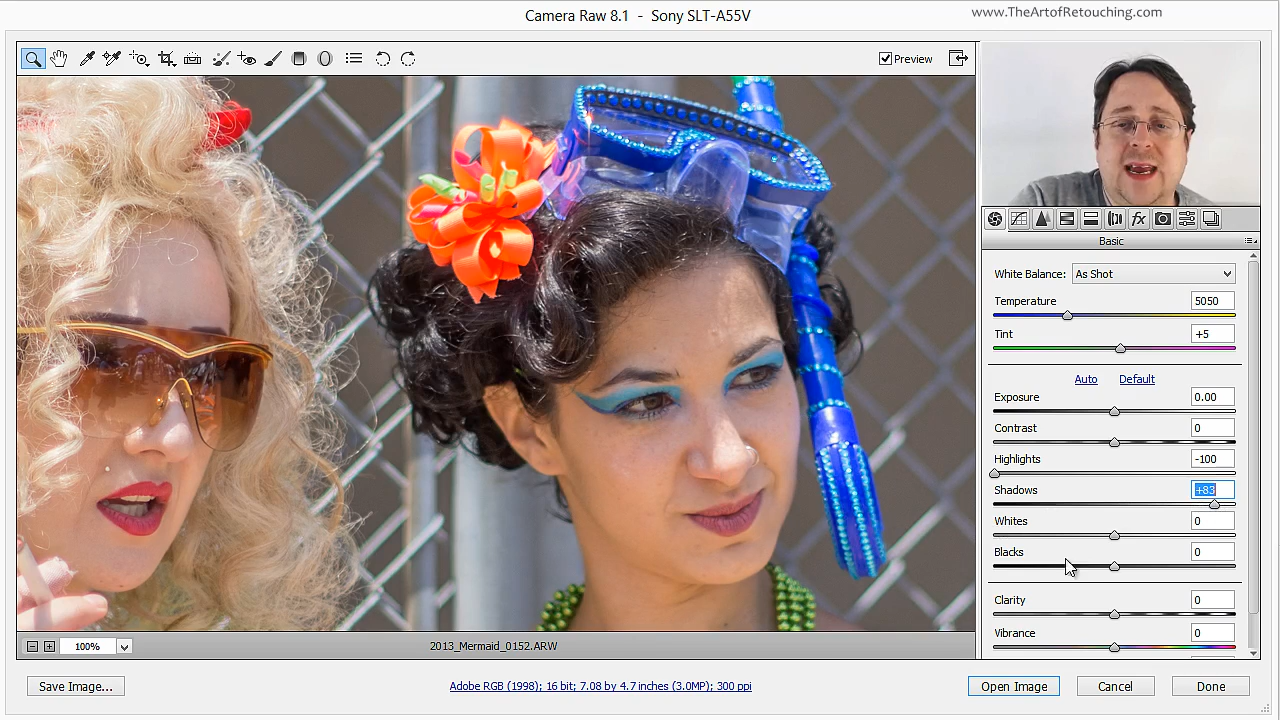 Camera Raw 8.1 - Sony SLT-A55V
www.TheArtofRetouching.com
Preview
Basic
White Balance: As Shot
Temperature 5050
Tint +5
Auto Default
Exposure 0.00
Contrast 0
Highlights -100
Shadows +83
Whites 0
Blacks 0
Clarity 0
Vibrance 0
100%
2013_Mermaid_0152.ARW
Save Image...
Adobe RGB (1998); 16 bit; 7.08 by 4.7 inches (3.0MP); 300 ppi
Open Image
Cancel
Done